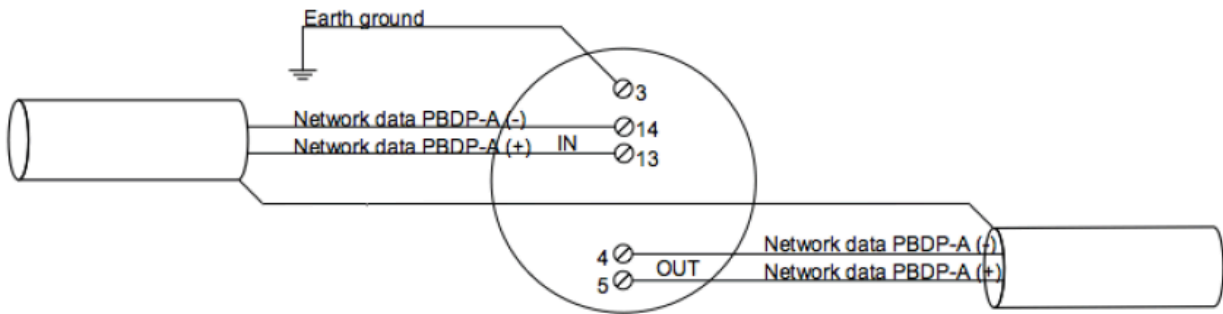 Earth ground
3
Network data PBDP-A (-)
14
Network data PBDP-A (+)
IN
13
4
Network data PBDP-A (-)
OUT
5
Network data PBDP-A (+)